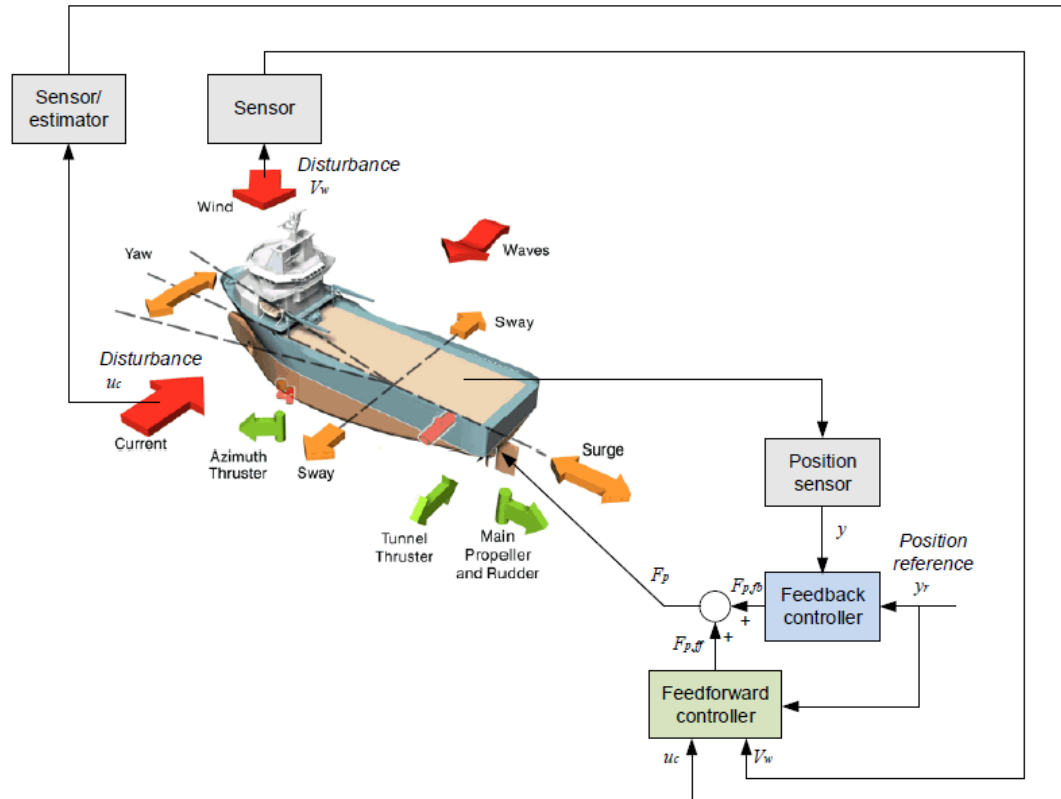 Sensor/
estimator
Sensor
Disturbance
Vw
Wind
Yaw
Waves
Sway
Disturbance
uc
Current
Azimuth
Thruster
Sway
Surge
Position
sensor
Tunnel
Thruster
Main
Propeller
and Rudder
y
Position
reference
yr
Fp
Fp,fb
+
Feedback
controller
+
Fp,ff
Feedforward
controller
uc
Vw